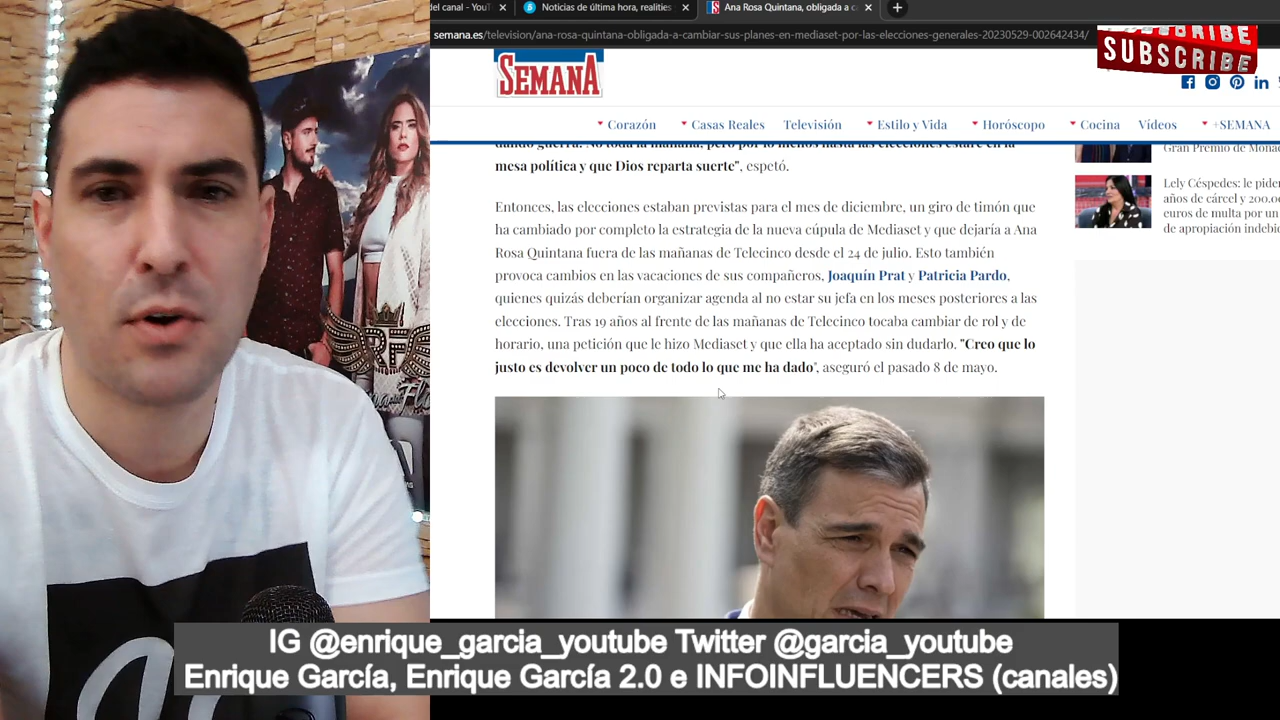 del canal - YouT
Noticias de última hora, realities
Ana Rosa Quintana, obligada a c
semana.es/television/ana-rosa-quintana-obligada-a-cambiar-sus-planes-en-mediaset-por-las-elecciones-generales-20230529-002642434/
SUBSCRIBE
SUBSCRIBE
SEMANA
Corazón
Casas Reales
Televisión
Estilo y Vida
Horóscopo
Cocina
Vídeos
+SEMANA
dando guerra. No toda la mañana, pero por lo menos hasta las elecciones estaré en la
mesa política y que Dios reparta suerte", espetó.
Entonces, las elecciones estaban previstas para el mes de diciembre, un giro de timón que
ha cambiado por completo la estrategia de la nueva cúpula de Mediaset y que dejaría a Ana
Rosa Quintana fuera de las mañanas de Telecinco desde el 24 de julio. Esto también
provoca cambios en las vacaciones de sus compañeros, Joaquín Prat y Patricia Pardo,
quienes quizás deberían organizar agenda al no estar su jefa en los meses posteriores a las
elecciones. Tras 19 años al frente de las mañanas de Telecinco tocaba cambiar de rol y de
horario, una petición que le hizo Mediaset y que ella ha aceptado sin dudarlo. "Creo que lo
justo es devolver un poco de todo lo que me ha dado", aseguró el pasado 8 de mayo.
Gran Premio de Mónac
Lely Céspedes: le piden
años de cárcel y 200.00
euros de multa por un
de apropiación indebid
IG @enrique_garcia_youtube Twitter @garcia_youtube
Enrique García, Enrique García 2.0 e INFOINFLUENCERS (canales)